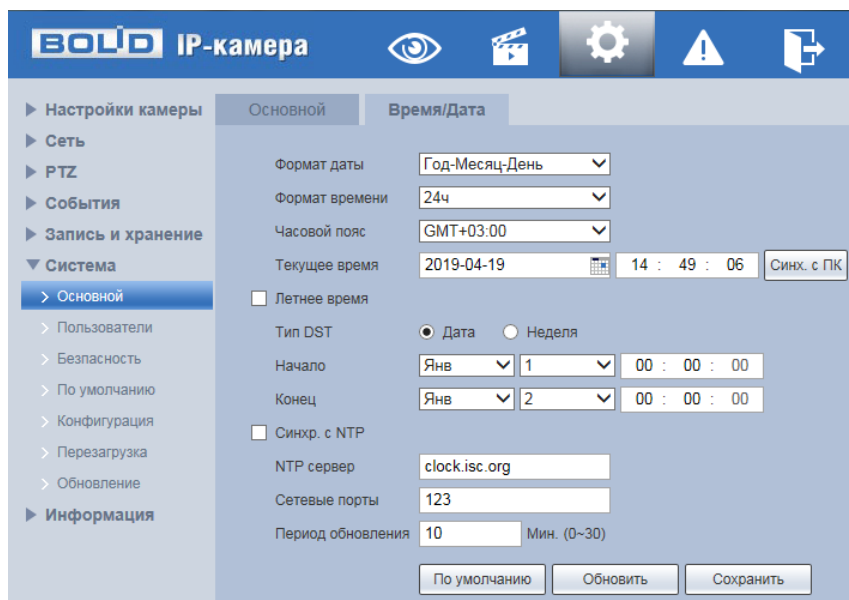 BOLID IP-камера
Настройки камеры
Сеть
PTZ
События
Запись и хранение
Система
Основной
Пользователи
Безопасность
По умолчанию
Конфигурация
Перезагрузка
Обновление
Информация
Основной Время/Дата
Формат даты Год-Месяц-День
Формат времени 24ч
Часовой пояс GMT+03:00
Текущее время 2019-04-19 14 : 49 : 06 Синх. с ПК
Летнее время
Тип DST Дата Неделя
Начало Янв 1 00 : 00 : 00
Конец Янв 2 00 : 00 : 00
Синхр. с NTP
NTP сервер clock.isc.org
Сетевые порты 123
Период обновления 10 Мин. (0~30)
По умолчанию Обновить Сохранить